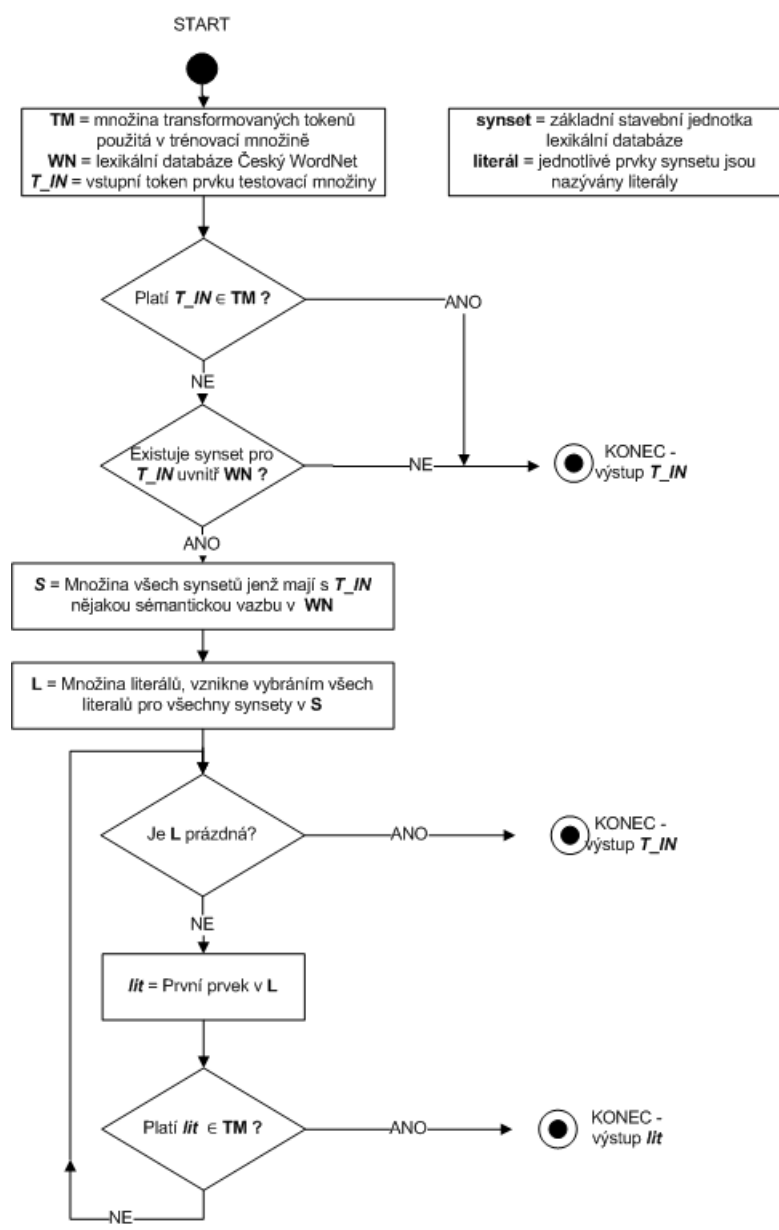 START
TM = množina transformovaných tokenů
použitá v trénovací množině
WN = lexikální databáze Český WordNet
T_IN = vstupní token prvku testovací množiny
synset = základní stavební jednotka
lexikální databáze
literál = jednotlivé prvky synsetu jsou
nazývány literály
Platí T_IN ∈ TM ?
ANO
NE
Existuje synset pro
T_IN uvnitř WN ?
NE
KONEC -
výstup T_IN
ANO
S = Množina všech synsetů jenž mají s T_IN
nějakou sémantickou vazbu v WN
L = Množina literálů, vznikne vybráním všech
literalů pro všechny synsety v S
Je L prázdná?
ANO
KONEC -
výstup T_IN
NE
lit = První prvek v L
Platí lit ∈ TM ?
ANO
KONEC -
výstup lit
NE